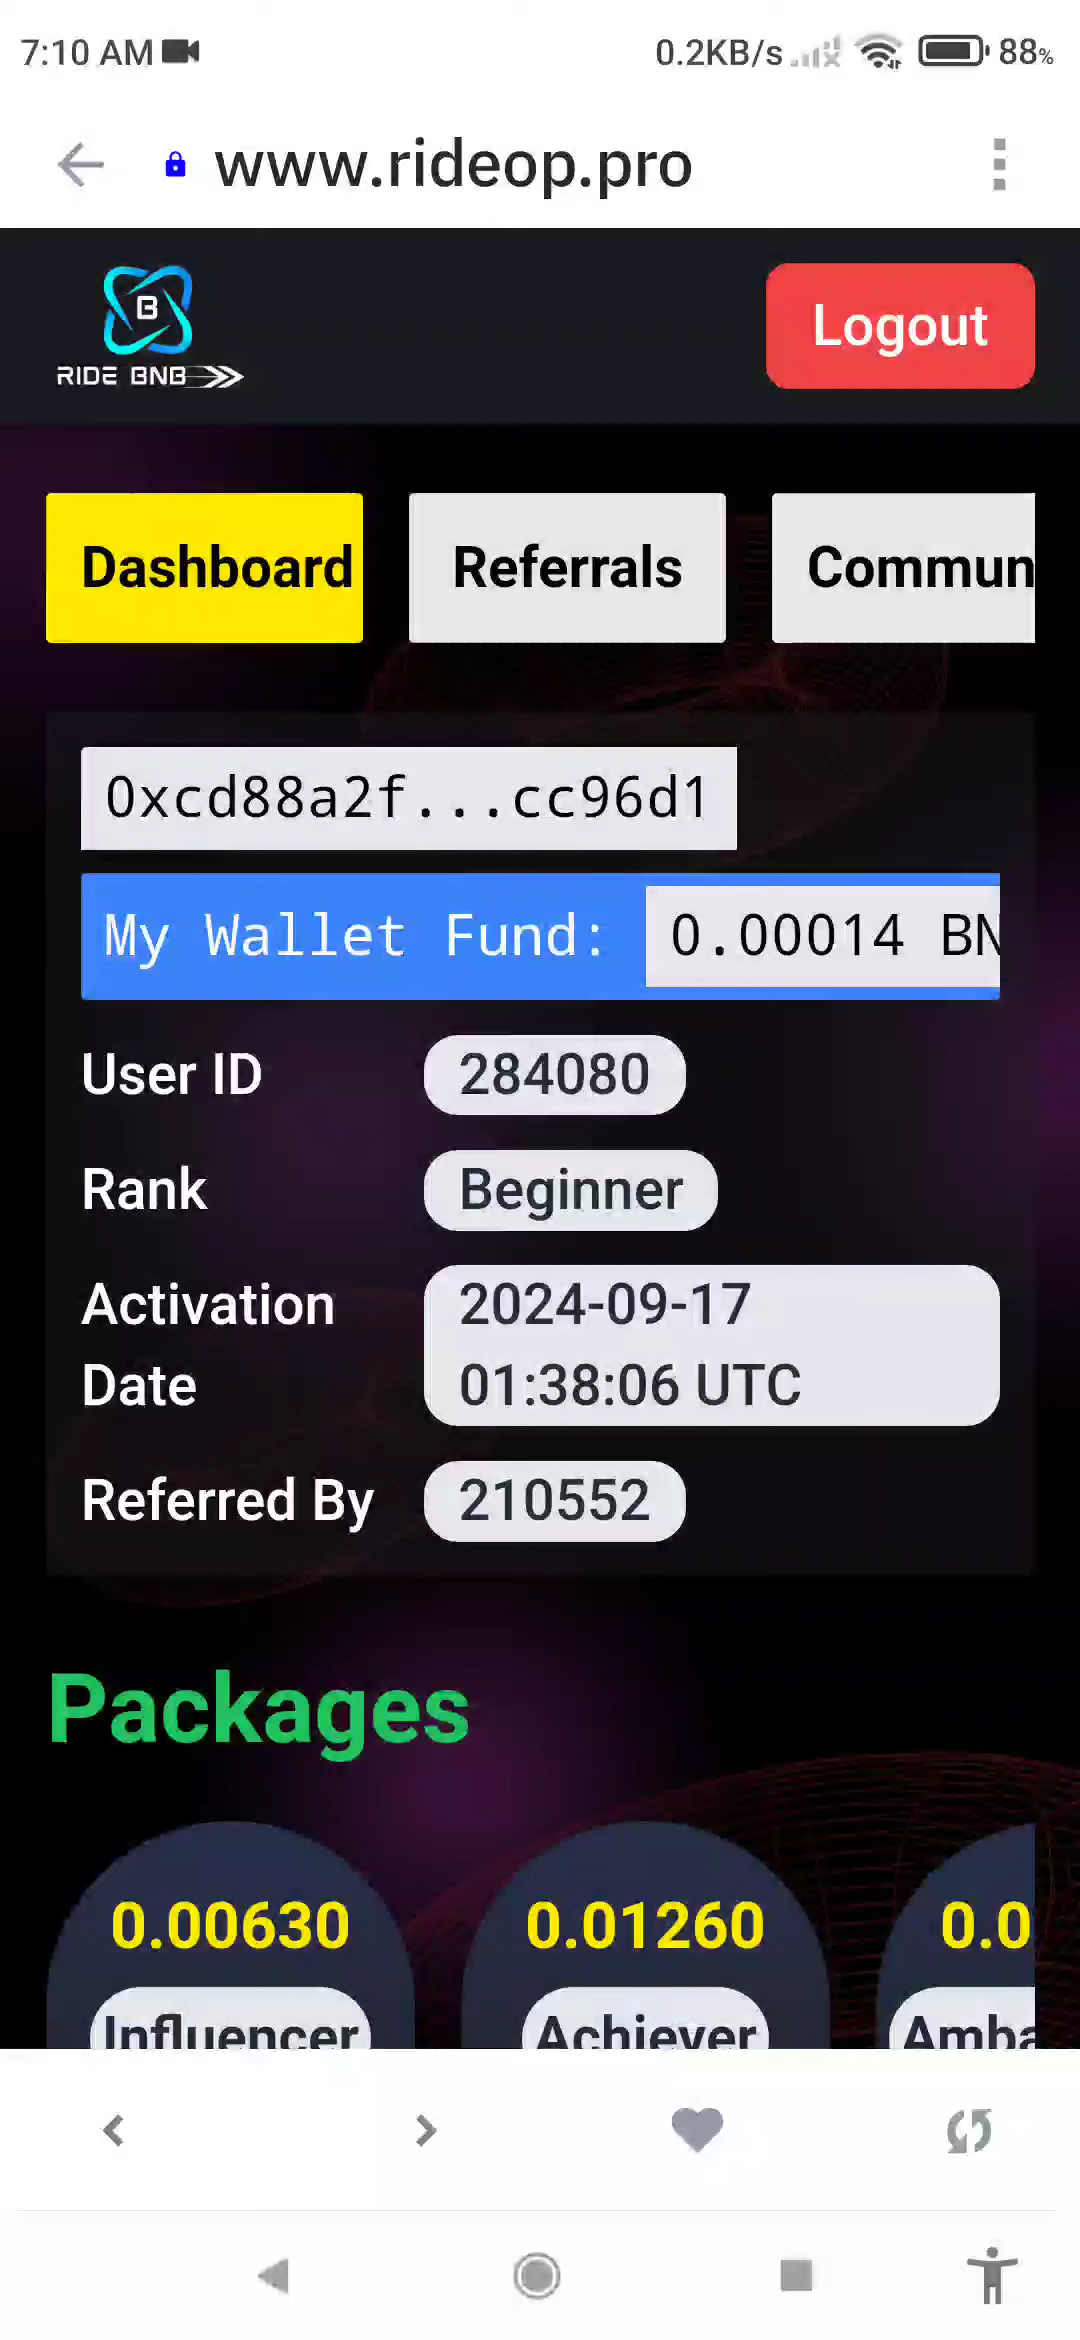 7:10 AM 0.2KB/s 88%
www.rideop.pro
B
RIDE BNB
Logout
Dashboard Referrals Commun
0xcd88a2f...cc96d1
My Wallet Fund: 0.00014 BN
User ID 284080
Rank Beginner
Activation 2024-09-17
Date 01:38:06 UTC
Referred By 210552
Packages
0.00630 0.01260 0.0
Influencer Achiever Amba